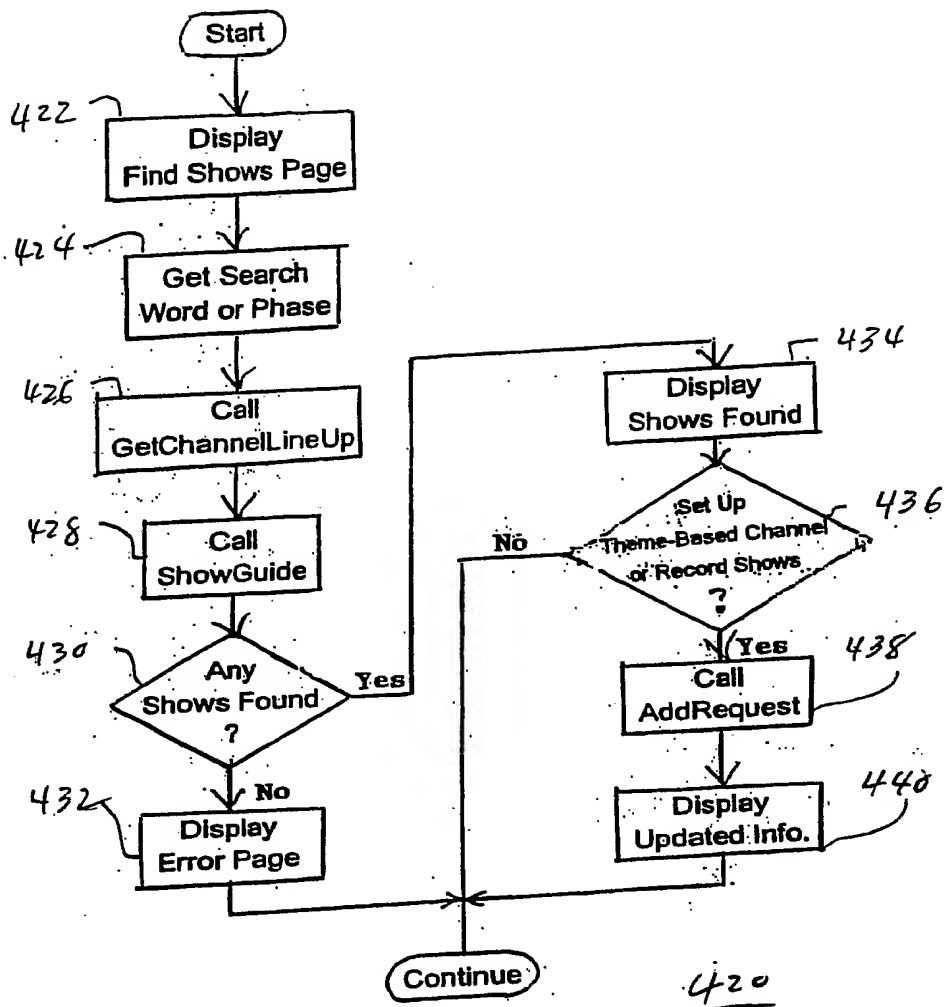 Start
422
Display
Find Shows Page
424
Get Search
Word or Phase
426
Call
GetChannelLineUp
428
Call
ShowGuide
430
Any
Shows Found
?
Yes
No
432
Display
Error Page
434
Display
Shows Found
436
Set Up
Theme-Based Channel
or Record Shows
?
No
Yes
438
Call
AddRequest
440
Display
Updated Info.
Continue
420